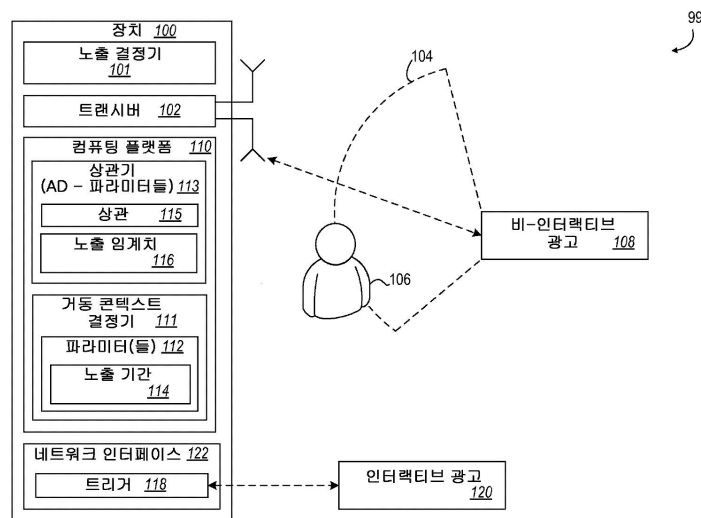 99
장치 100
노출 결정기
101
104
트랜시버 102
컴퓨팅 플랫폼 110
상관기
(AD – 파라미터들) 113
상관 115
노출 임계치
116
비-인터랙티브
광고 108
106
거동 콘텍스트
결정기 111
파라미터(들) 112
노출 기간
114
네트워크 인터페이스 122
트리거 118
인터랙티브 광고
120